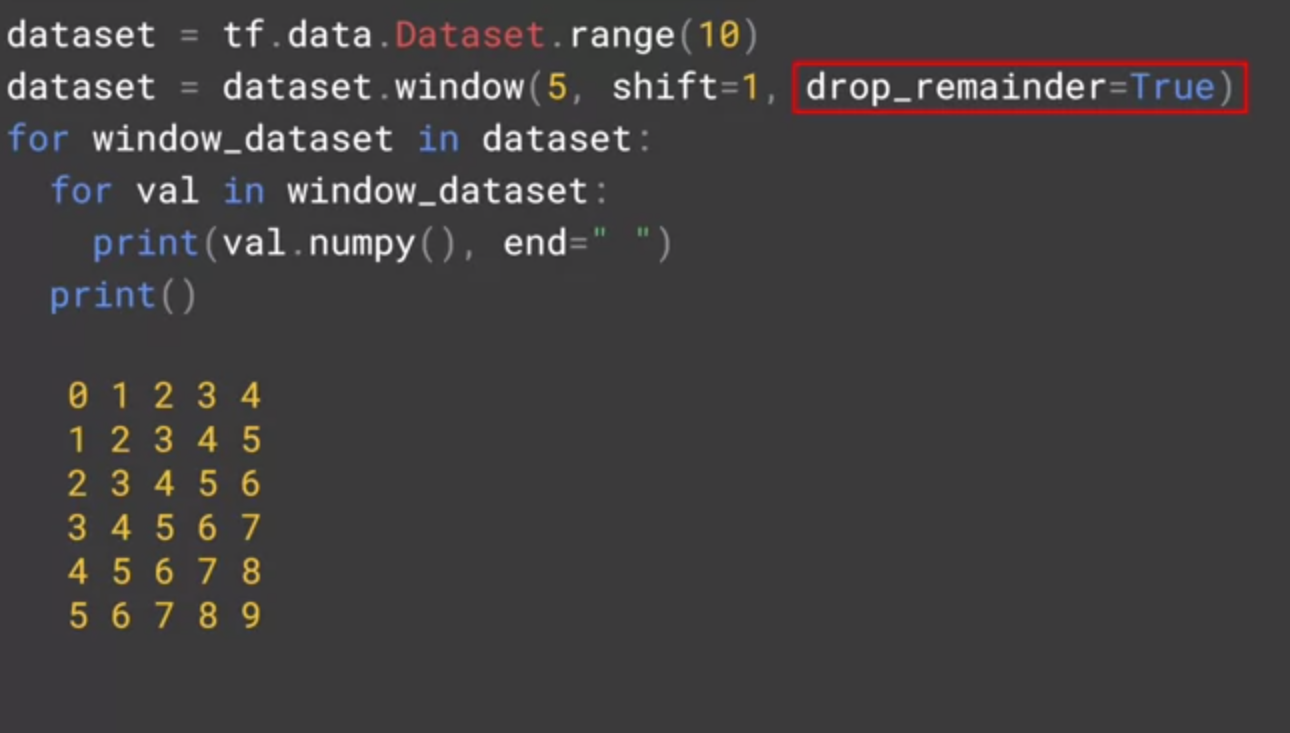 dataset = tf.data.Dataset.range(10)
dataset = dataset.window(5, shift=1, drop_remainder=True)
for window_dataset in dataset:
  for val in window_dataset:
    print(val.numpy(), end=" ")
  print()
0 1 2 3 4
1 2 3 4 5
2 3 4 5 6
3 4 5 6 7
4 5 6 7 8
5 6 7 8 9